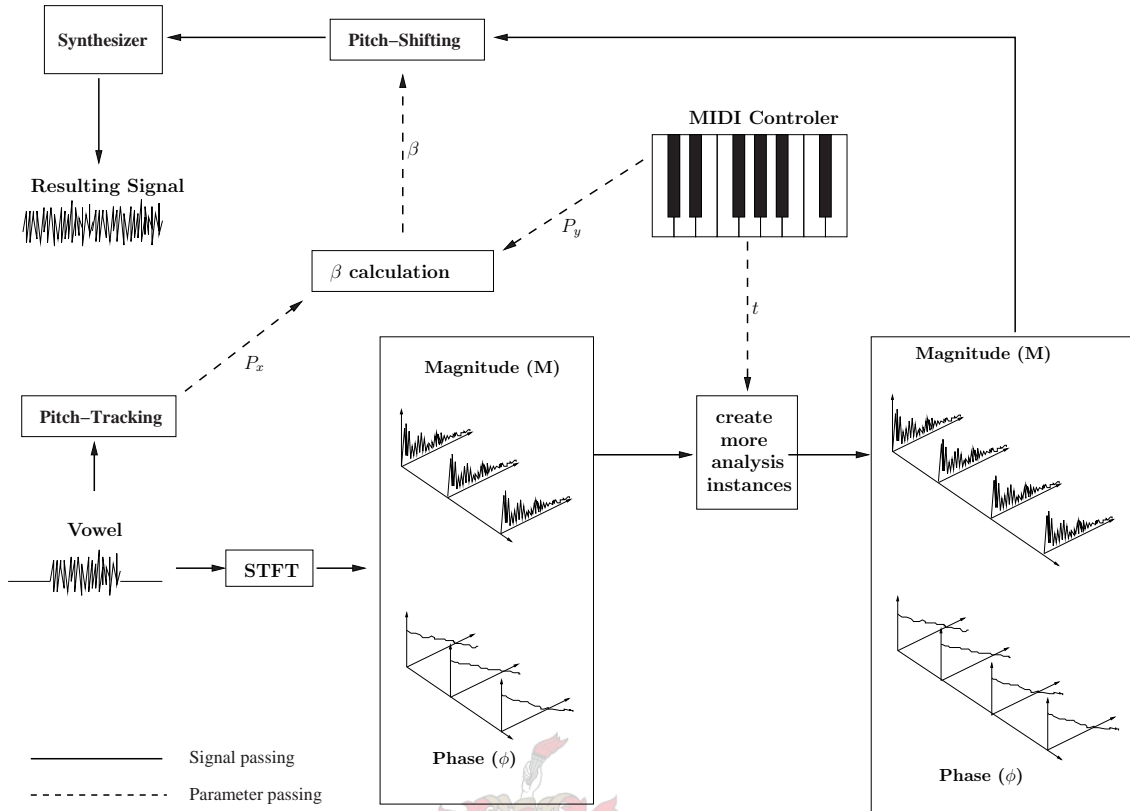 Synthesizer
Pitch–Shifting
MIDI Controler
β
Resulting Signal
P_y
β calculation
t
P_x
Magnitude (M)
Magnitude (M)
Pitch–Tracking
create
more
analysis
instances
Vowel
STFT
Phase (ϕ)
Phase (ϕ)
Signal passing
Parameter passing